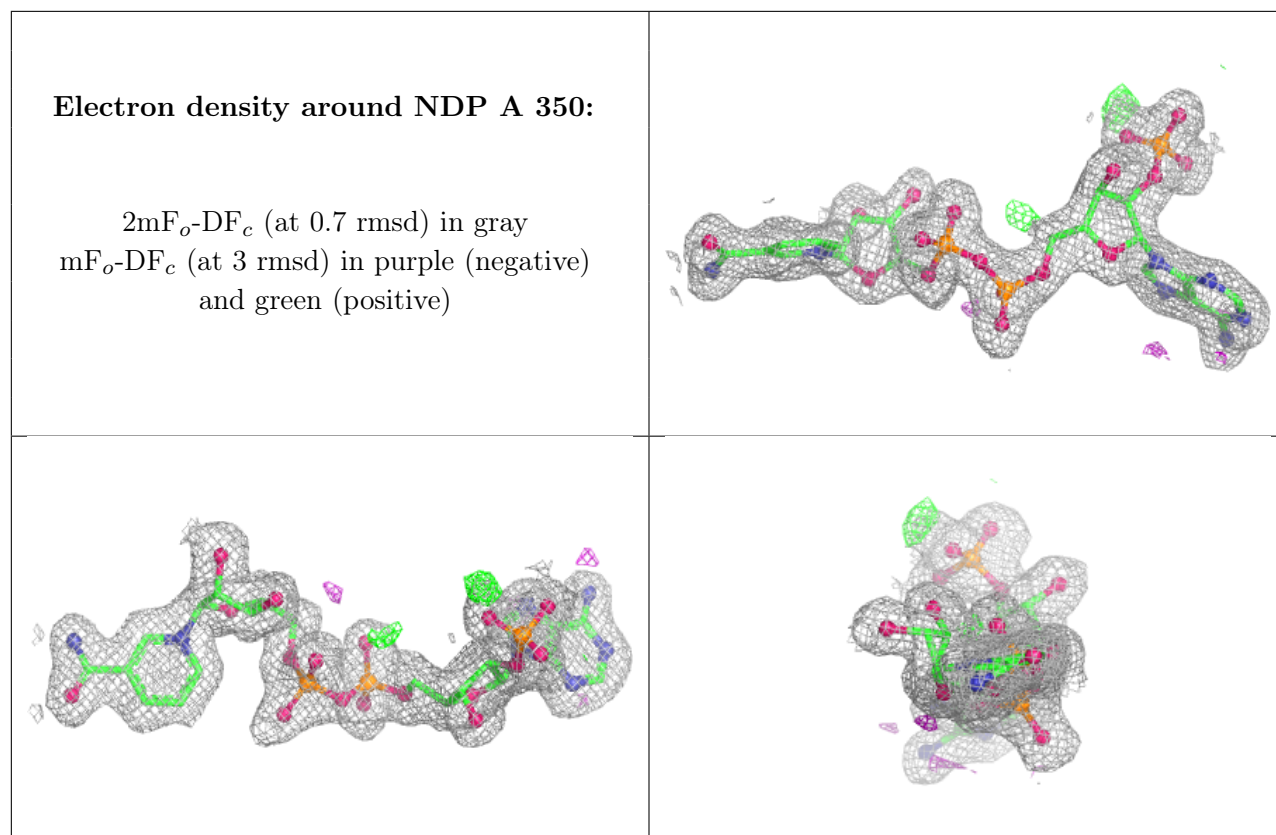 Electron density around NDP A 350:
2mFo-DFc (at 0.7 rmsd) in gray
mFo-DFc (at 3 rmsd) in purple (negative)
and green (positive)